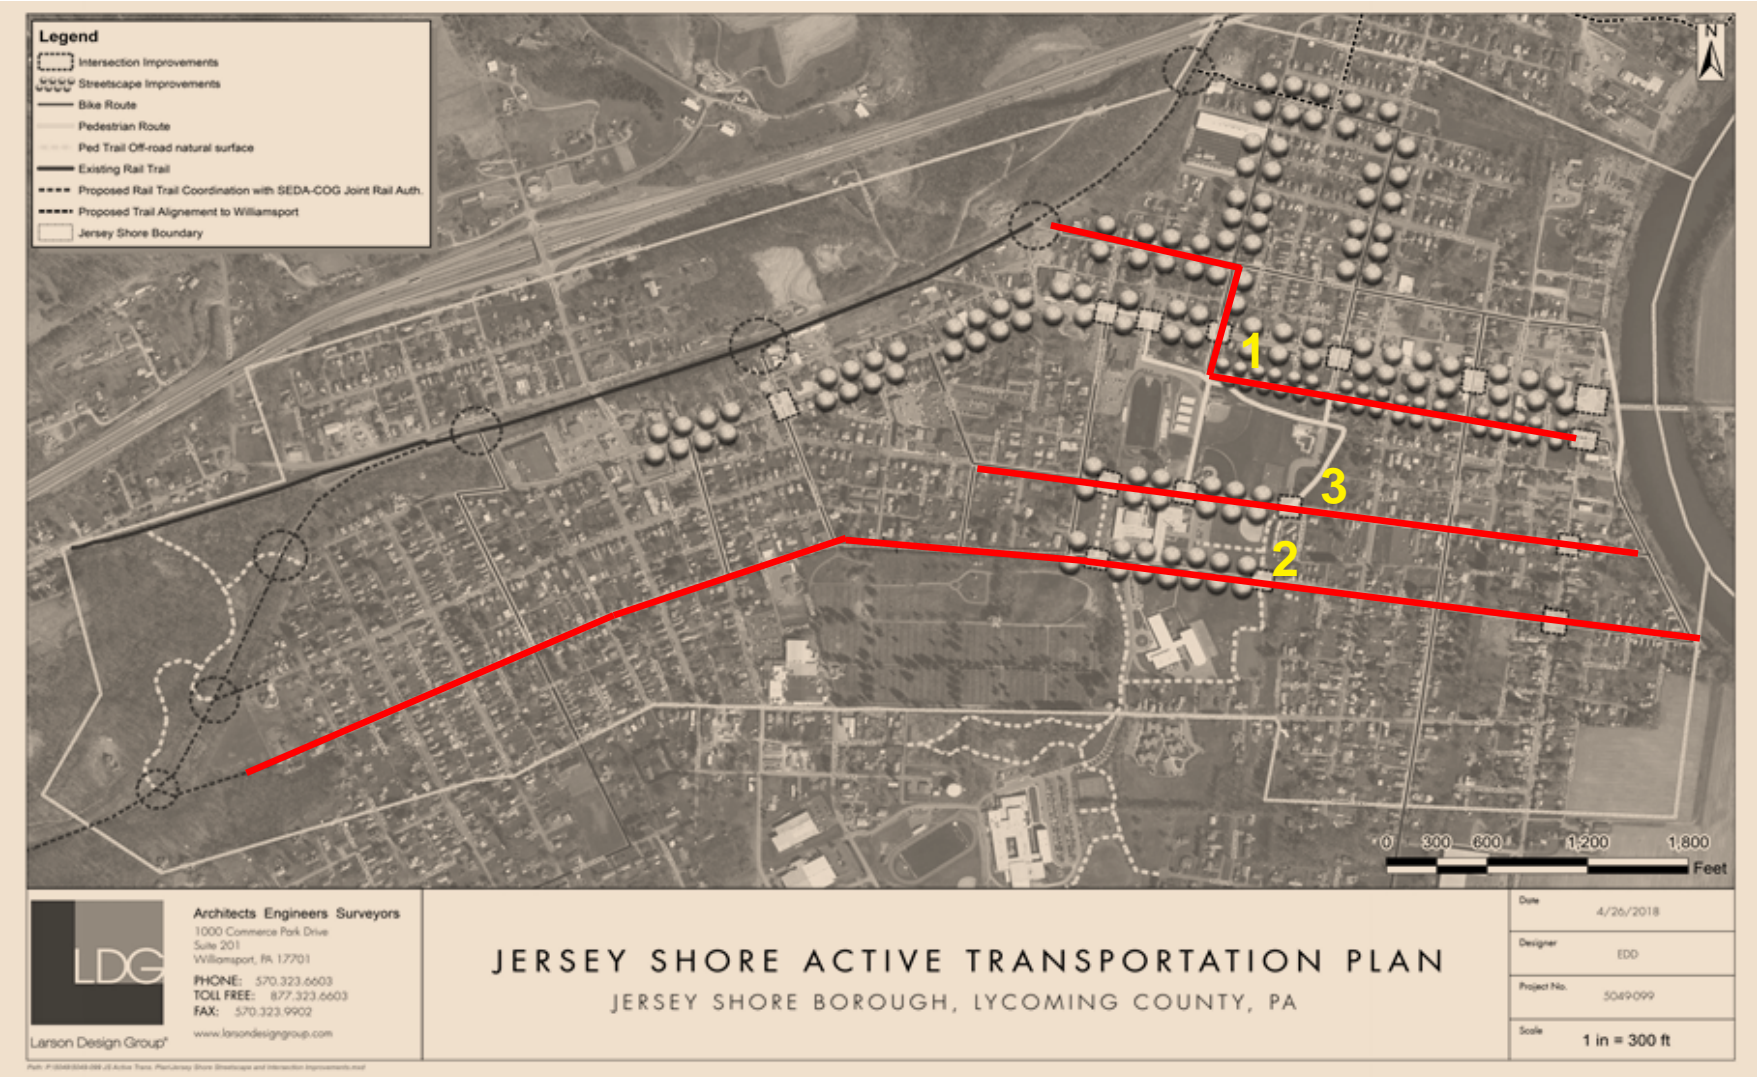 Legend
Intersection Improvements
Streetscape Improvements
Bike Route
Pedestrian Route
Ped Trail Off-road natural surface
Existing Rail Trail
Proposed Rail Trail Coordination with SEDA-COG Joint Rail Auth.
Proposed Trail Alignement to Williamsport
Jersey Shore Boundary
N
1
3
2
0 300 600 1,200 1,800
Feet
LDG
Larson Design Group
Architects Engineers Surveyors
1000 Commerce Park Drive
Suite 201
Williamsport, PA 17701
PHONE: 570.323.6603
TOLL FREE: 877.323.6603
FAX: 570.323.9902
www.larsondesigngroup.com
JERSEY SHORE ACTIVE TRANSPORTATION PLAN
JERSEY SHORE BOROUGH, LYCOMING COUNTY, PA
Date
4/26/2018
Designer
EDD
Project No.
5049-099
Scale
1 in = 300 ft